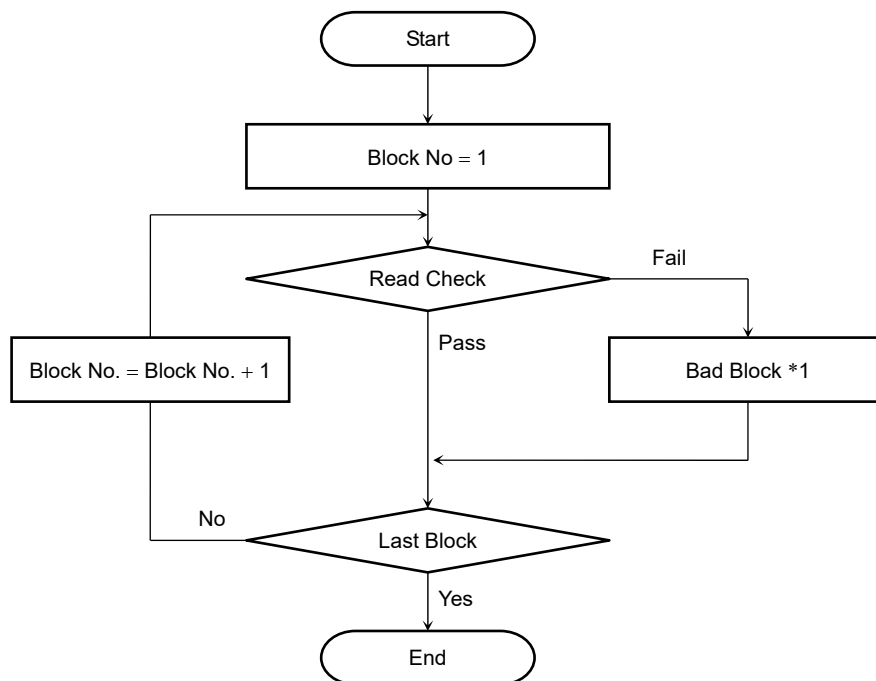 Start
Block No = 1
Read Check
Fail
Pass
Block No. = Block No. + 1
Bad Block *1
No
Last Block
Yes
End